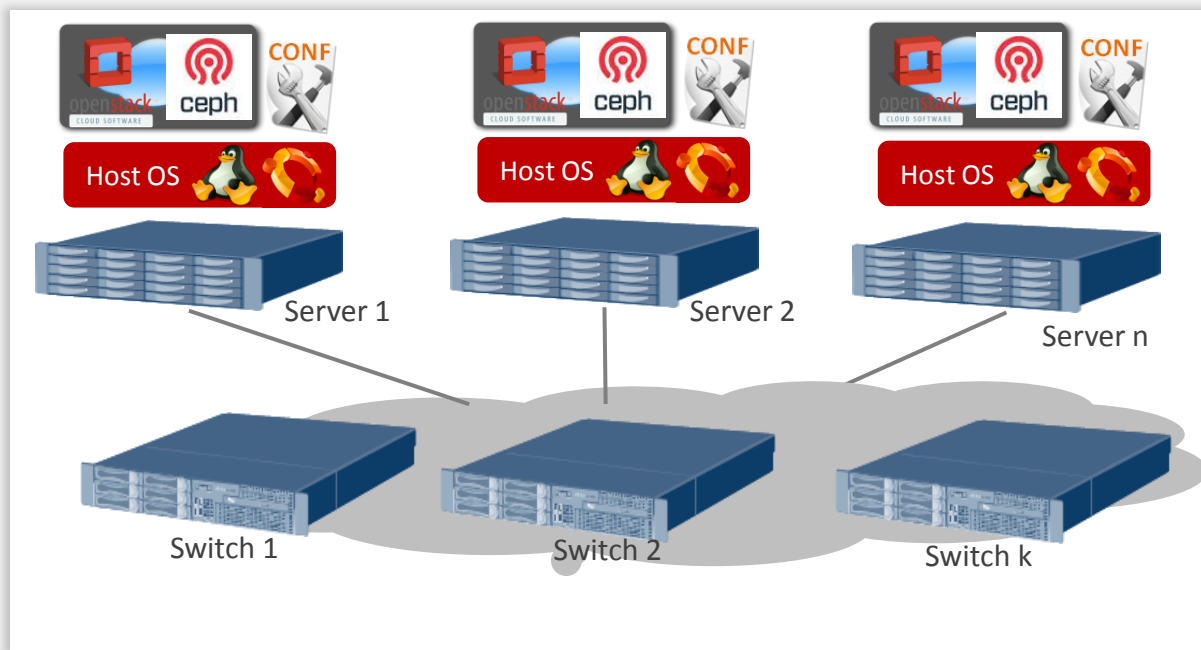 CONF
openstack
CLOUD SOFTWARE
ceph
CONF
openstack
CLOUD SOFTWARE
ceph
CONF
openstack
CLOUD SOFTWARE
ceph
Host OS
Host OS
Host OS
Server 1
Server 2
Server n
Switch 1
Switch 2
Switch k